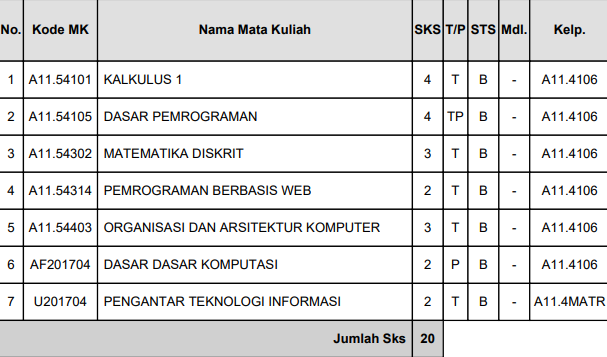 No. Kode MK Nama Mata Kuliah SKS T/P STS Mdl. Kelp.
1 A11.54101 KALKULUS 1 4 T B - A11.4106
2 A11.54105 DASAR PEMROGRAMAN 4 TP B - A11.4106
3 A11.54302 MATEMATIKA DISKRIT 3 T B - A11.4106
4 A11.54314 PEMROGRAMAN BERBASIS WEB 2 T B - A11.4106
5 A11.54403 ORGANISASI DAN ARSITEKTUR KOMPUTER 3 T B - A11.4106
6 AF201704 DASAR DASAR KOMPUTASI 2 P B - A11.4106
7 U201704 PENGANTAR TEKNOLOGI INFORMASI 2 T B - A11.4MATR
Jumlah Sks 20